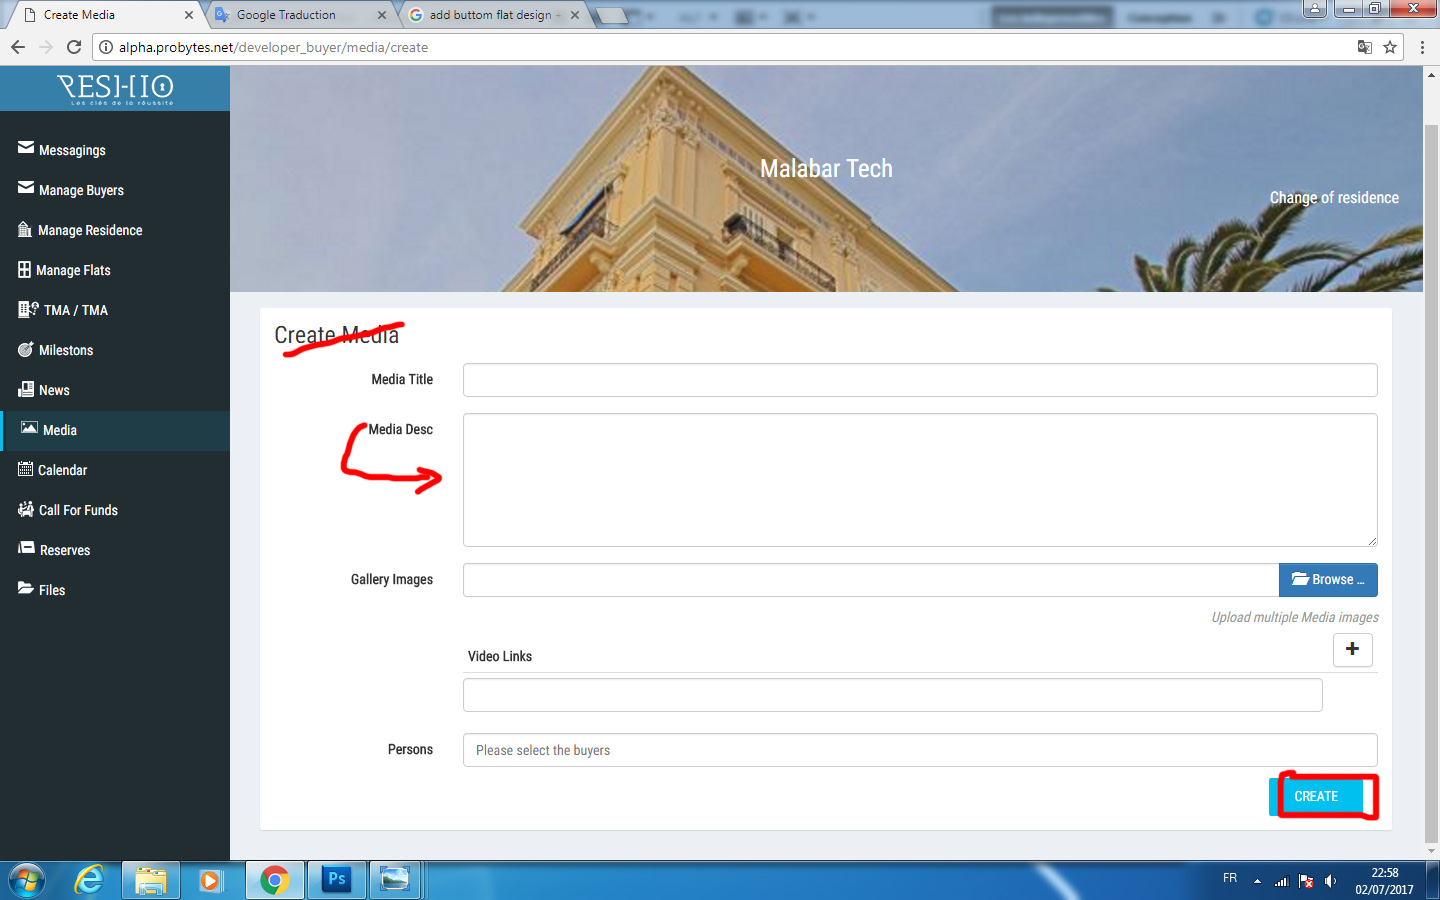 Create Media
Google Traduction
add buttom flat design -
alpha.probytes.net/developer_buyer/media/create
RESHIO
Les clés de la réussite
Malabar Tech
Change of residence
Messagings
Manage Buyers
Manage Residence
Manage Flats
TMA / TMA
Milestons
News
Media
Calendar
Call For Funds
Reserves
Files
Create Media
Media Title
Media Desc
Gallery Images
Browse ...
Upload multiple Media images
Video Links
Persons
Please select the buyers
CREATE
Ps
FR
22:58
02/07/2017